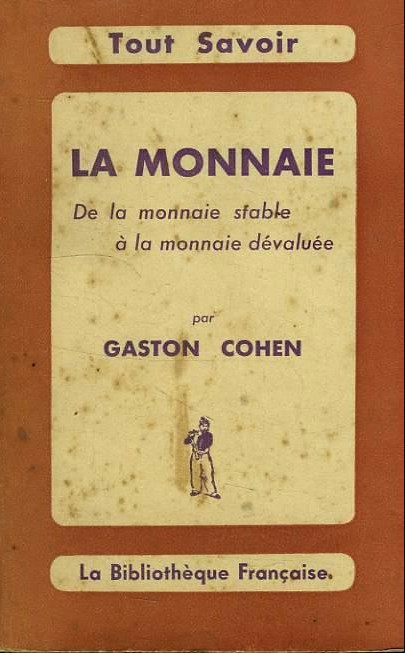 Tout Savoir
LA MONNAIE
De la monnaie stable
à la monnaie dévaluée
par
GASTON COHEN
La Bibliothèque Française.